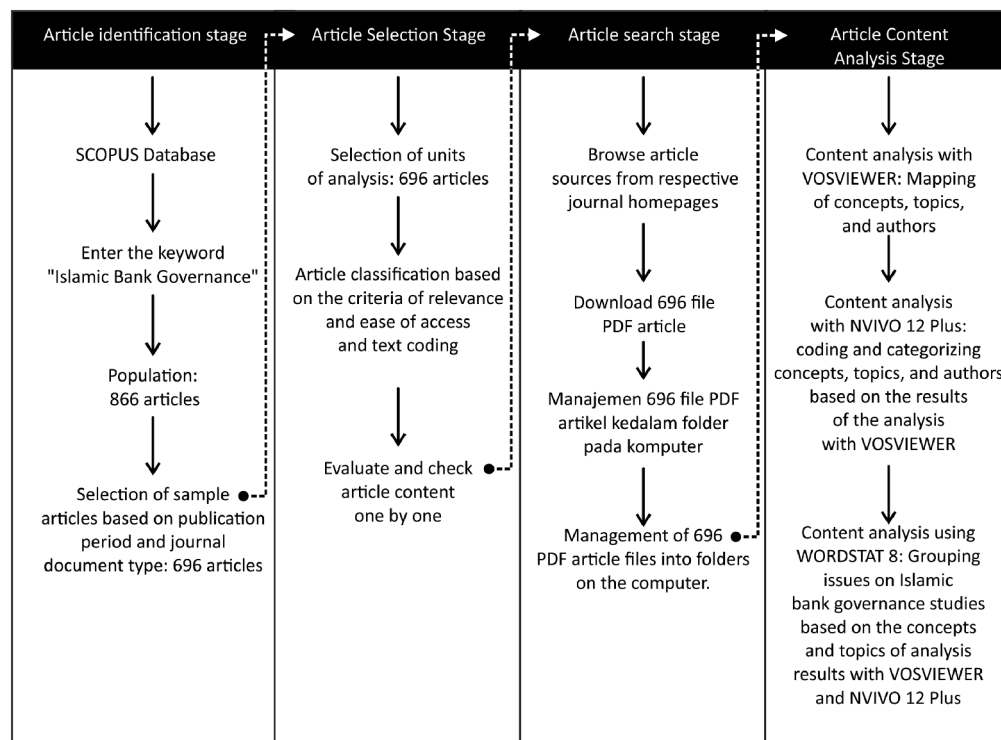 Article identification stage
SCOPUS Database
Enter the keyword
"Islamic Bank Governance"
Population:
866 articles
Selection of sample
articles based on publication
period and journal
document type: 696 articles
Article Selection Stage
Selection of units
of analysis: 696 articles
Article classification based
on the criteria of relevance
and ease of access
and text coding
Evaluate and check
article content
one by one
Article search stage
Browse article
sources from respective
journal homepages
Download 696 file
PDF article
Manajemen 696 file PDF
artikel kedalam folder
pada komputer
Management of 696
PDF article files into folders
on the computer.
Article Content
Analysis Stage
Content analysis with
VOSVIEWER: Mapping
of concepts, topics,
and authors
Content analysis
with NVIVO 12 Plus:
coding and categorizing
concepts, topics, and authors
based on the results
of the analysis
with VOSVIEWER
Content analysis using
WORDSTAT 8: Grouping
issues on Islamic
bank governance studies
based on the concepts
and topics of analysis
results with VOSVIEWER
and NVIVO 12 Plus